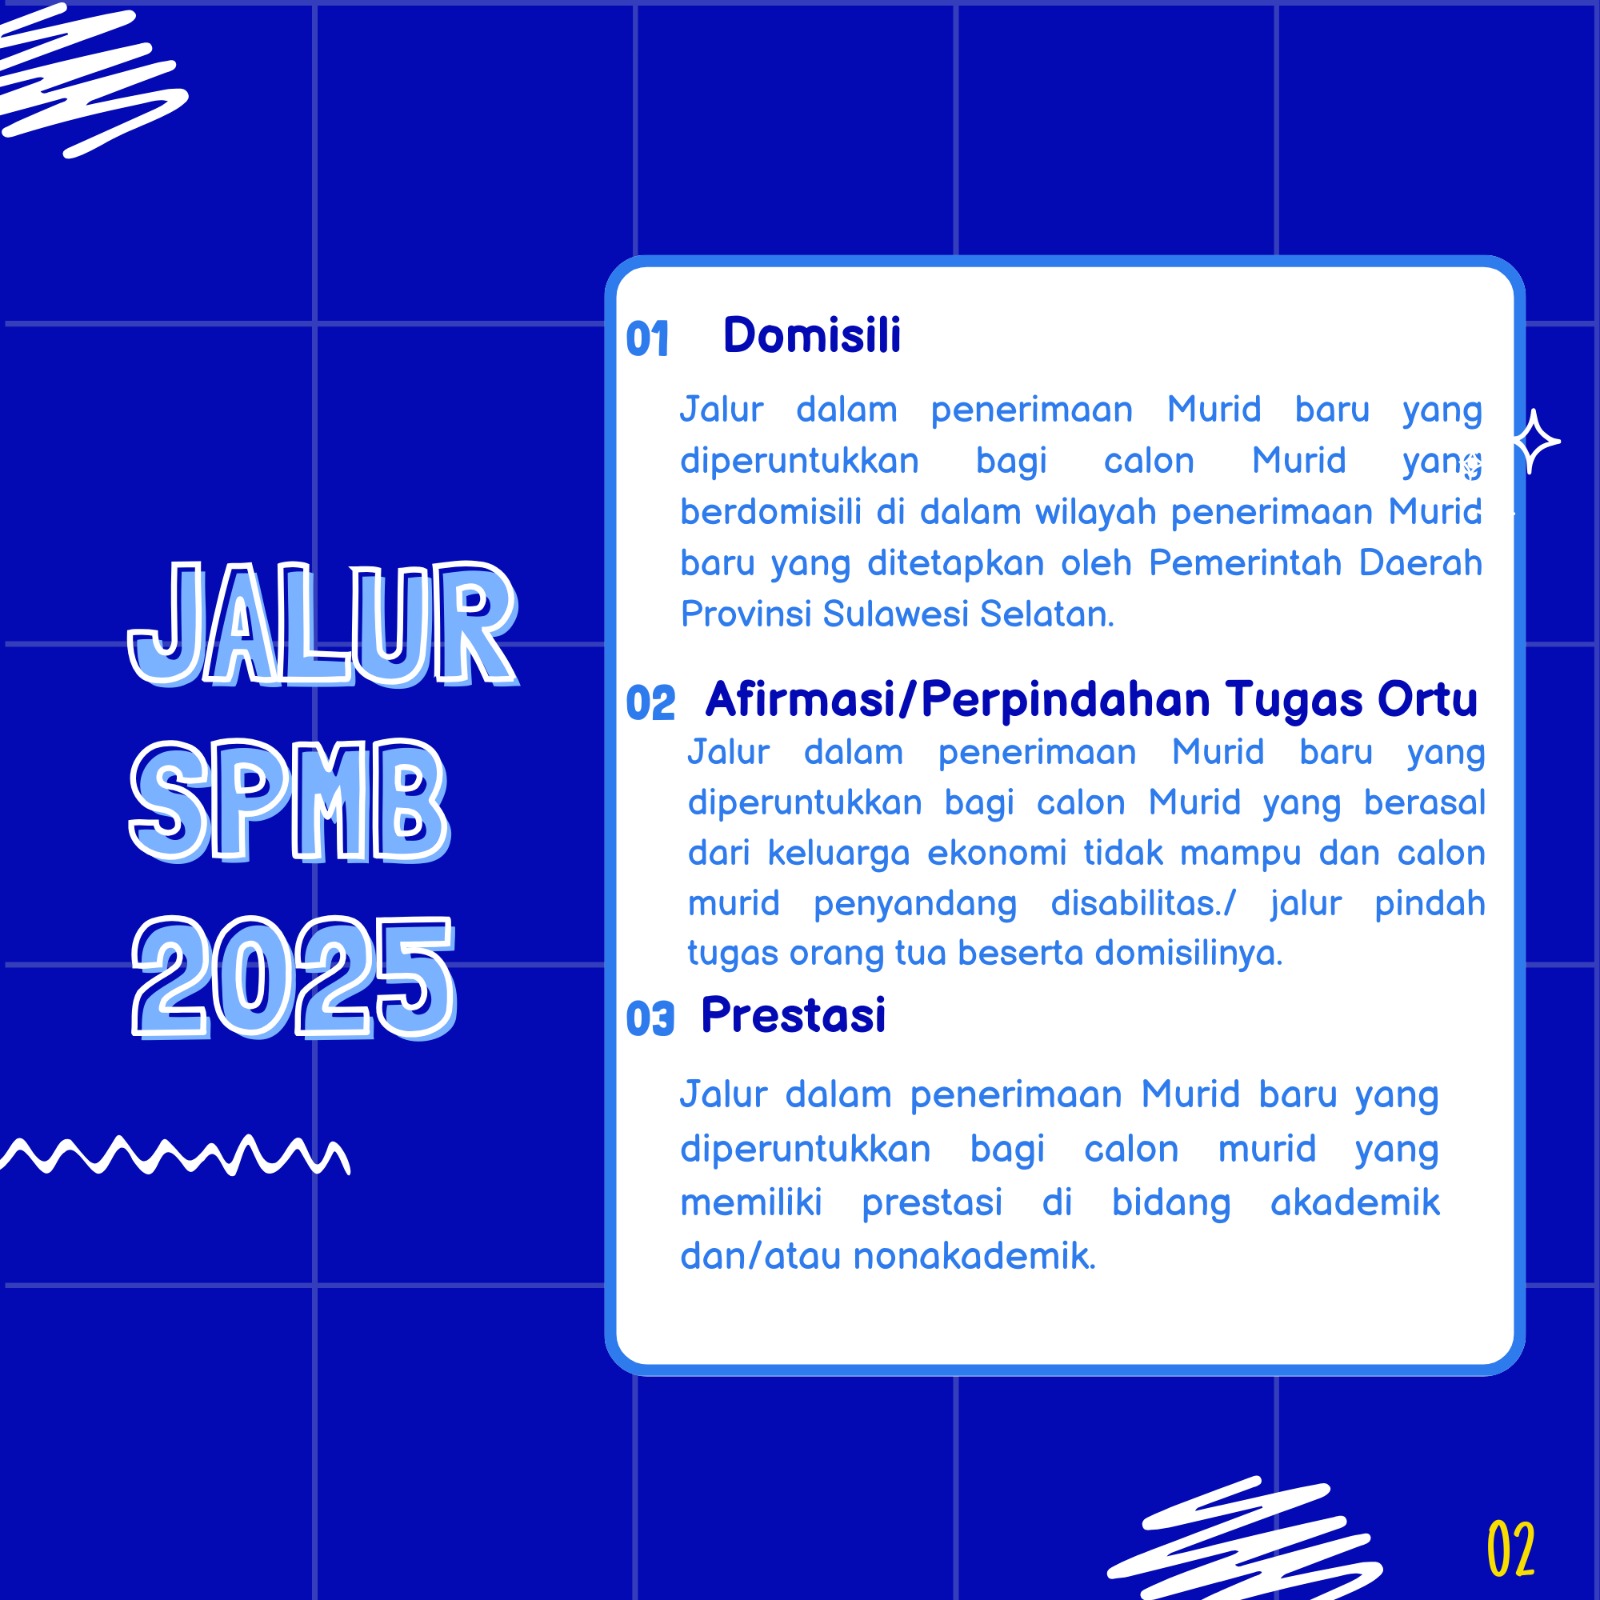 JALUR
SPMB
2025
01 Domisili
Jalur dalam penerimaan Murid baru yang
diperuntukkan bagi calon Murid yang
berdomisili di dalam wilayah penerimaan Murid
baru yang ditetapkan oleh Pemerintah Daerah
Provinsi Sulawesi Selatan.
02 Afirmasi/Perpindahan Tugas Ortu
Jalur dalam penerimaan Murid baru yang
diperuntukkan bagi calon Murid yang berasal
dari keluarga ekonomi tidak mampu dan calon
murid penyandang disabilitas./ jalur pindah
tugas orang tua beserta domisilinya.
03 Prestasi
Jalur dalam penerimaan Murid baru yang
diperuntukkan bagi calon murid yang
memiliki prestasi di bidang akademik
dan/atau nonakademik.
02